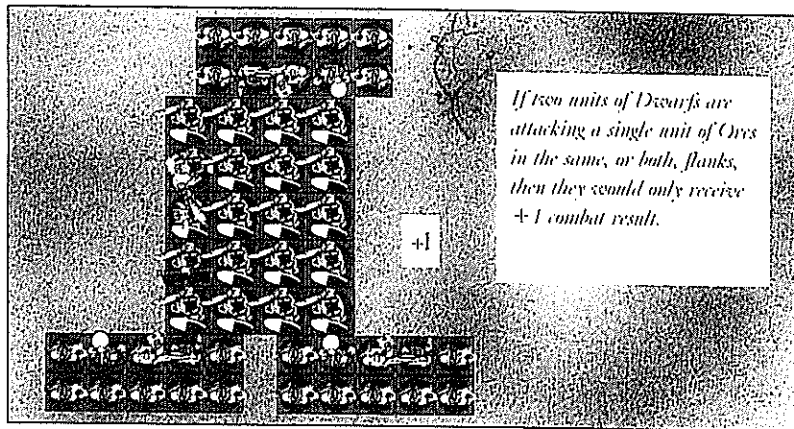 If two units of Dwarfs are
attacking a single unit of Orcs
in the same, or both, flanks,
then they would only receive
+1 combat result.
+1